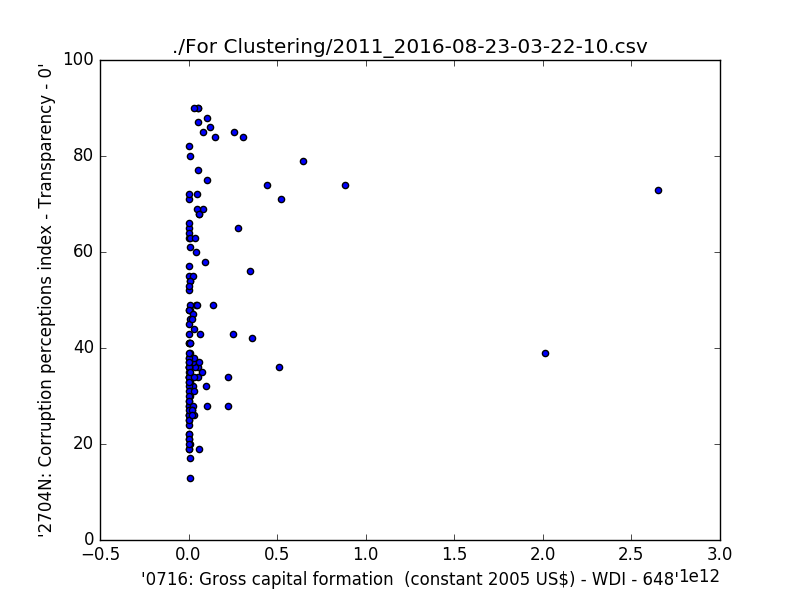 ./For Clustering/2011_2016-08-23-03-22-10.csv
100
80
60
40
20
0
'2704N: Corruption perceptions index - Transparency - 0'
−0.5 0.0 0.5 1.0 1.5 2.0 2.5 3.0
'0716: Gross capital formation  (constant 2005 US$) - WDI - 648'
1e12